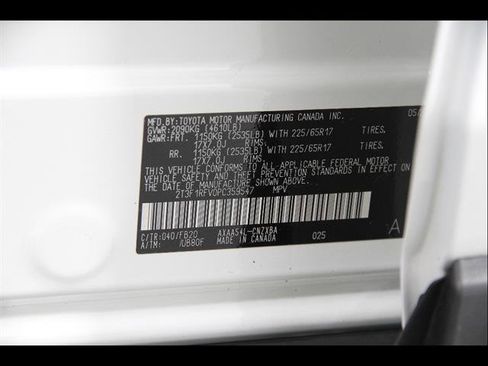 MFD.BY:TOYOTA MOTOR MANUFACTURING CANADA INC. 05/
GVWR:2090KG (4610LB)
GAWR:FRT. 1150KG (2535LB) WITH 225/65R17 TIRES.
17X7.0J RIMS.
RR. 1150KG (2535LB) WITH 225/65R17 TIRES.
17X7.0J RIMS.
THIS VEHICLE CONFORMS TO ALL APPLICABLE FEDERAL MOTOR
VEHICLE SAFETY STANDARDS IN EFFECT ON
THE DATE OF MANUFACTURE SHOWN ABOVE.
2T3F1RFV0PC359547 MPV
C/TR:040/FB20 AXAA54L-CNZXBA A
A/TM: /UB80F MADE IN CANADA 025